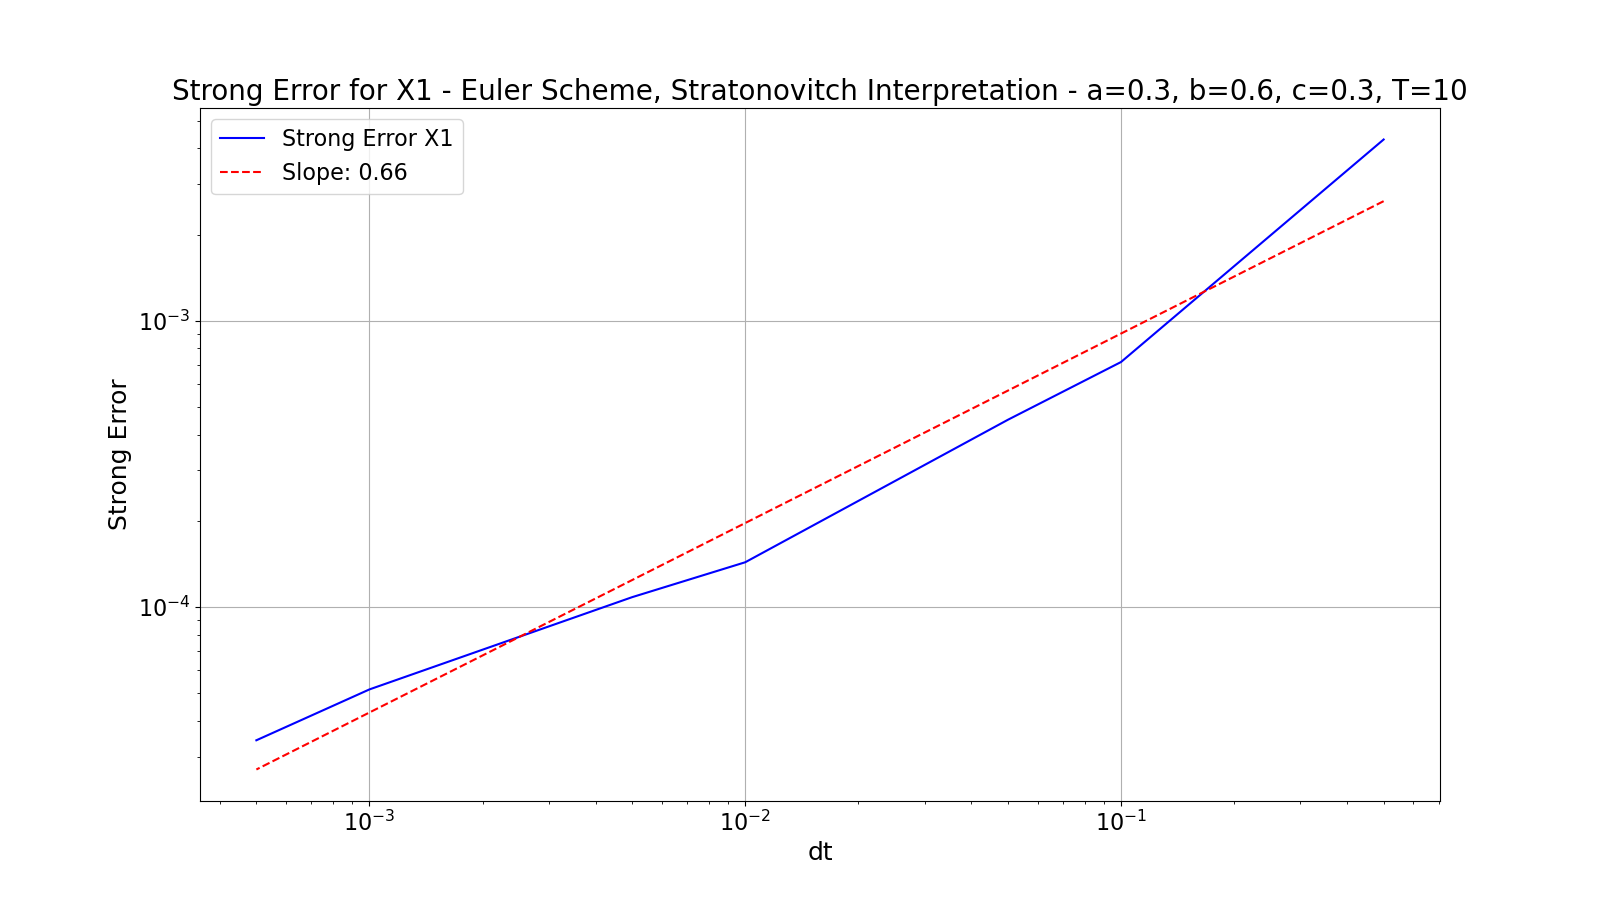 Strong Error for X1 - Euler Scheme, Stratonovitch Interpretation - a=0.3, b=0.6, c=0.3, T=10
Strong Error X1
Slope: 0.66
Strong Error
10⁻³
10⁻⁴
10⁻³ 10⁻² 10⁻¹
dt